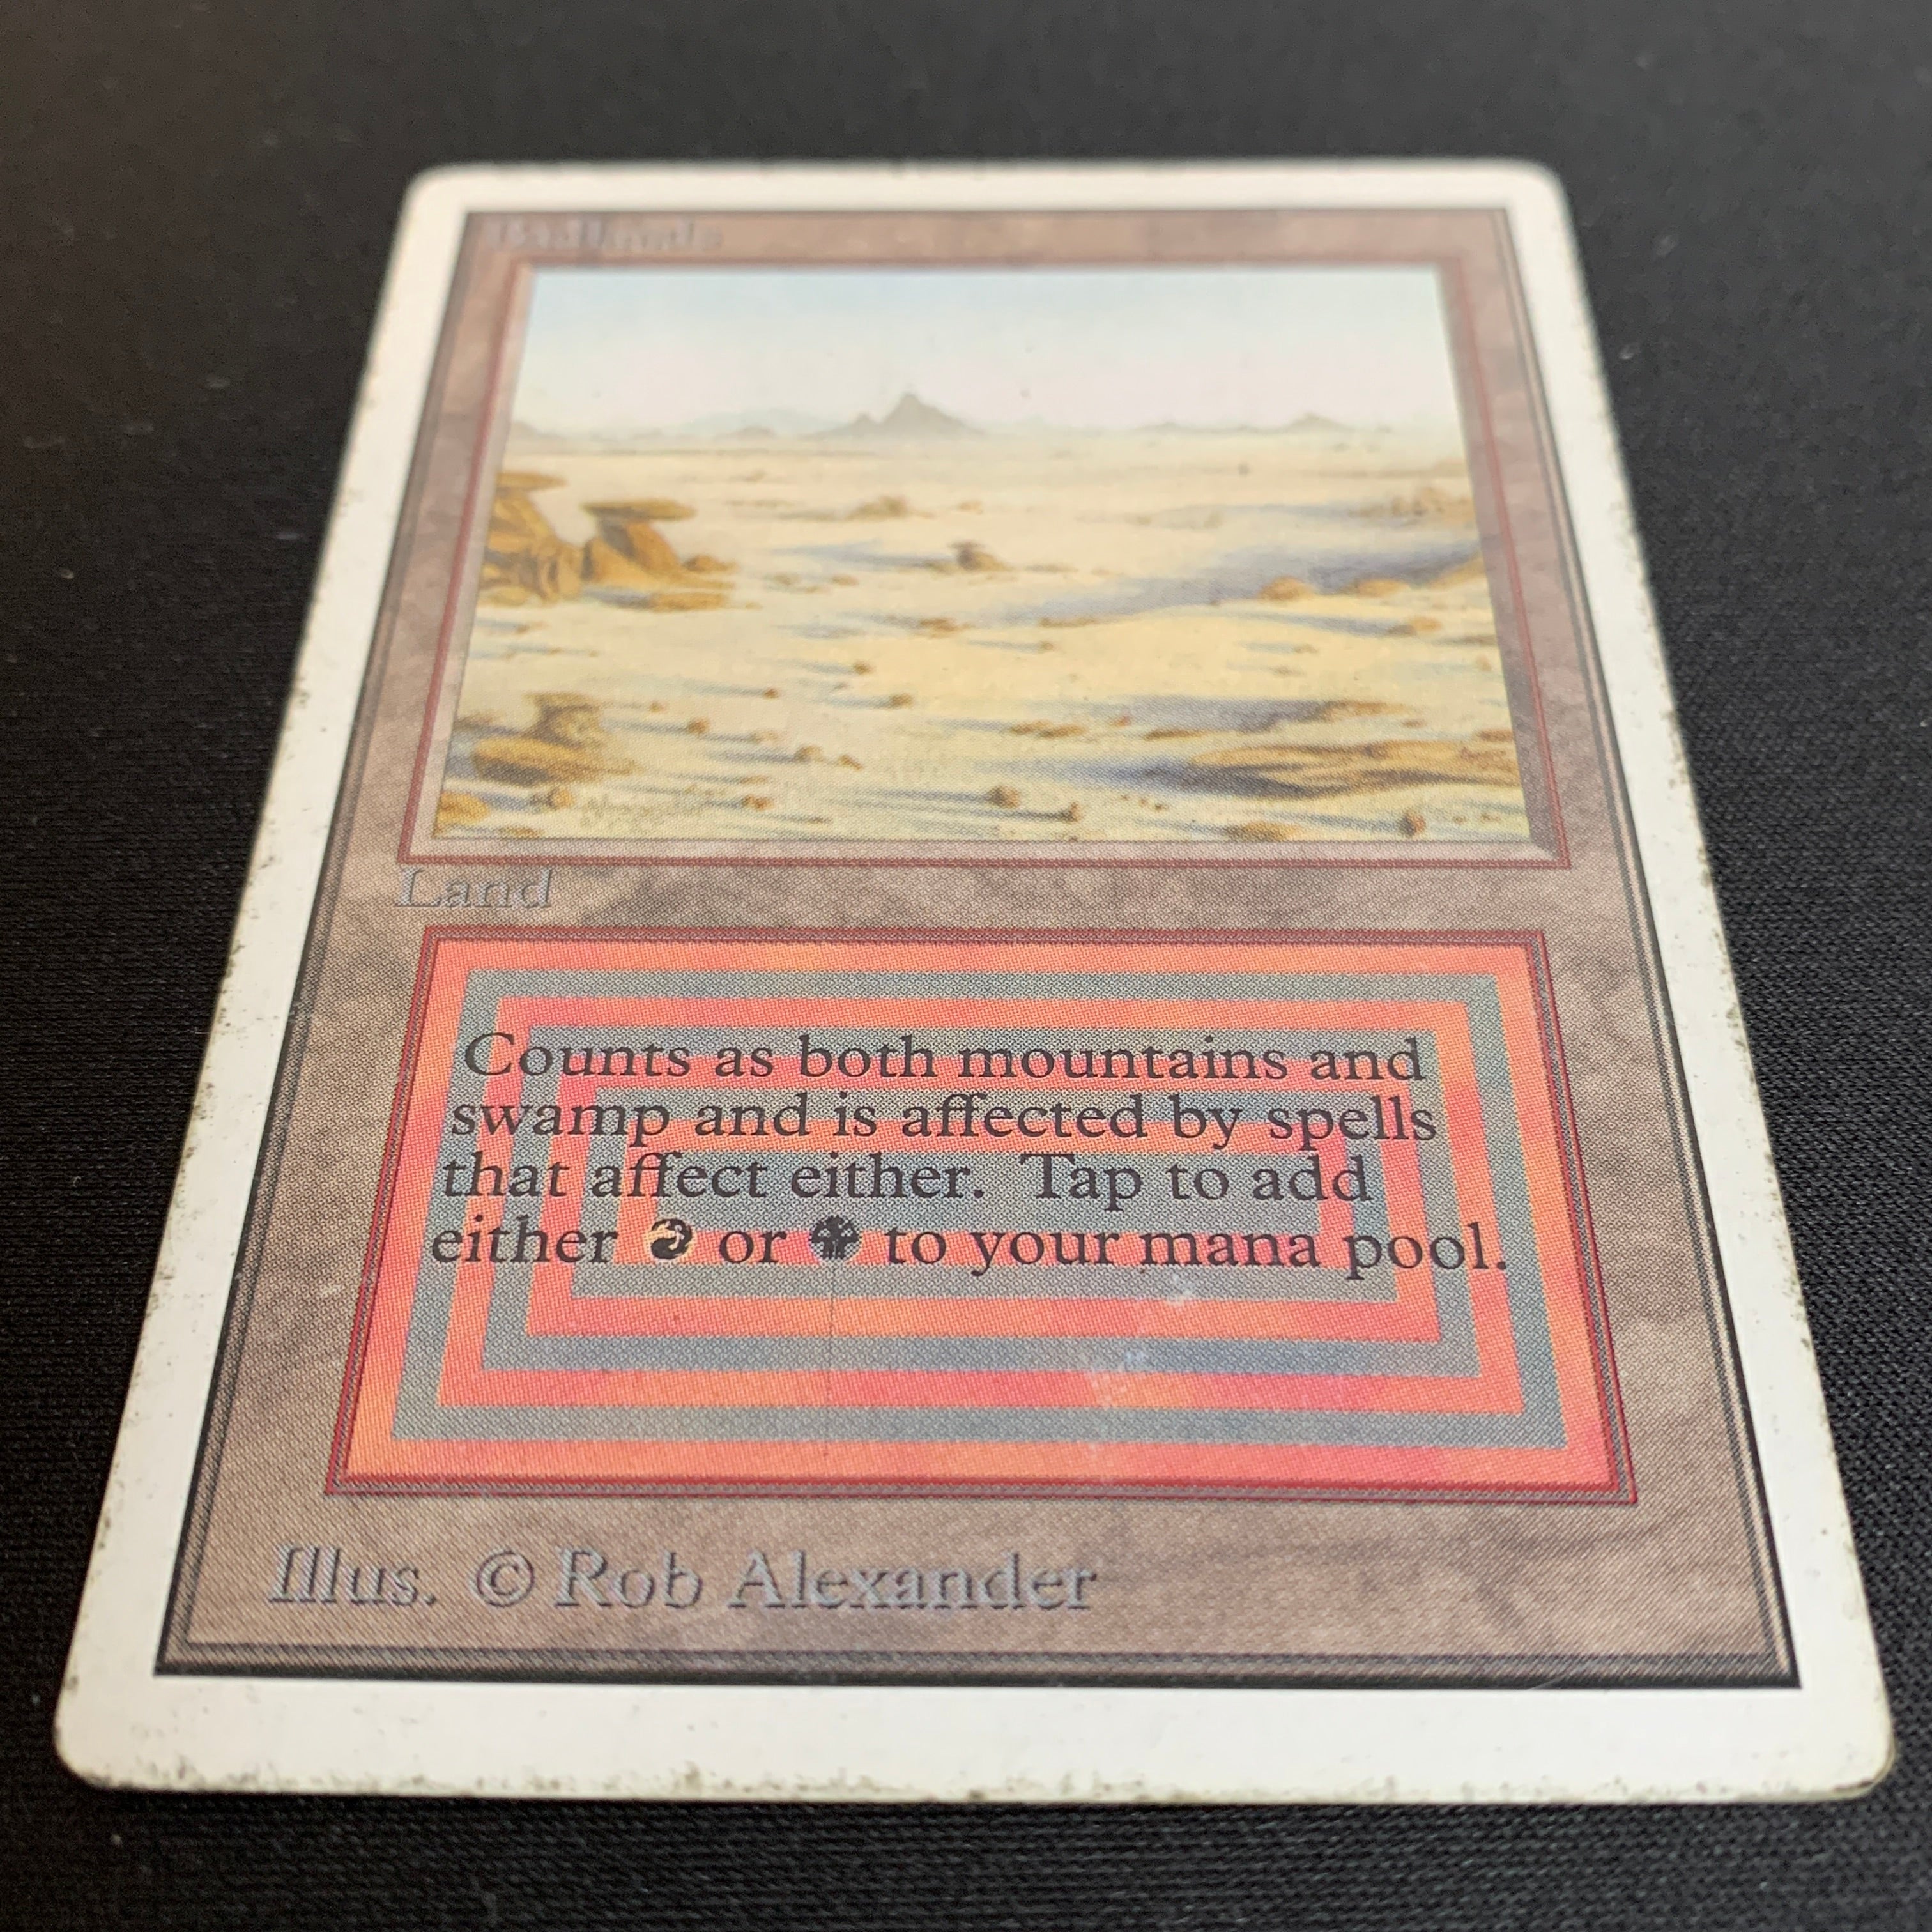 Badlands
Land
Counts as both mountains and
swamp and is affected by spells
that affect either. Tap to add
either or to your mana pool.
Illus. © Rob Alexander